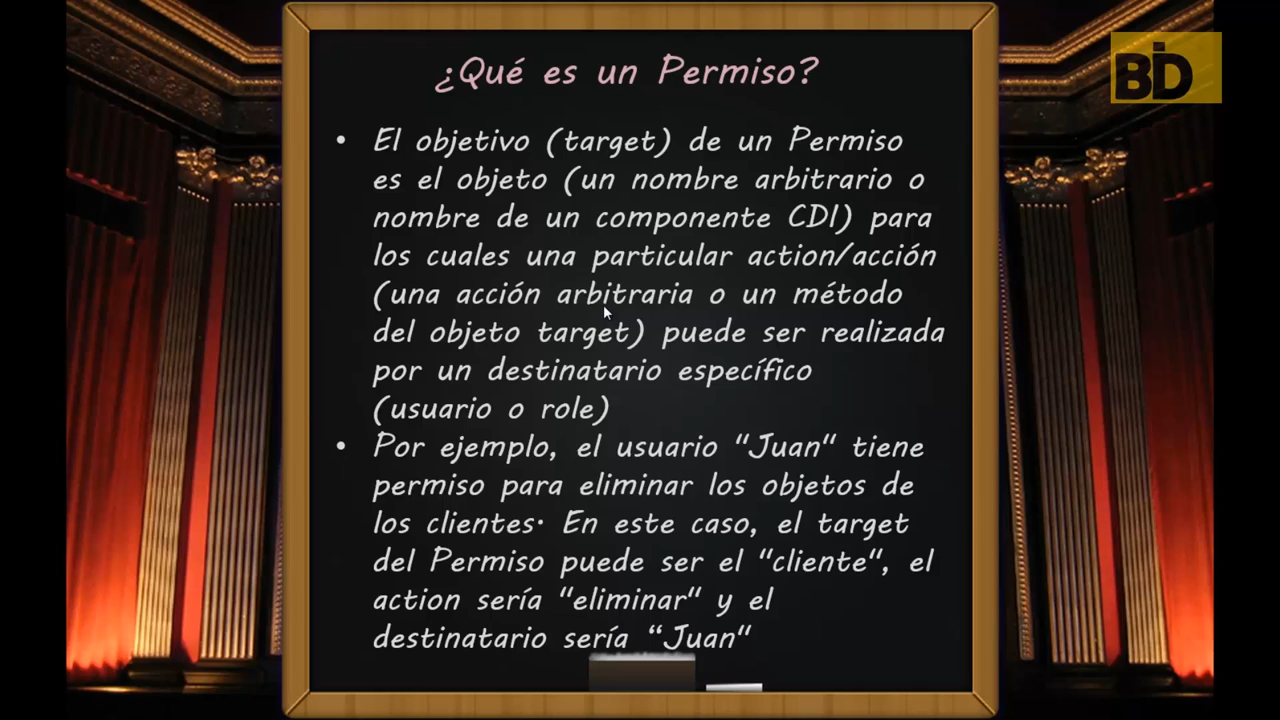 ¿Qué es un Permiso?
BID
• El objetivo (target) de un Permiso
es el objeto (un nombre arbitrario o
nombre de un componente CDI) para
los cuales una particular action/acción
(una acción arbitraria o un método
del objeto target) puede ser realizada
por un destinatario específico
(usuario o role)
• Por ejemplo, el usuario “Juan“ tiene
permiso para eliminar los objetos de
los clientes· En este caso, el target
del Permiso puede ser el “cliente“, el
action sería “eliminar“ y el
destinatario sería “Juan“